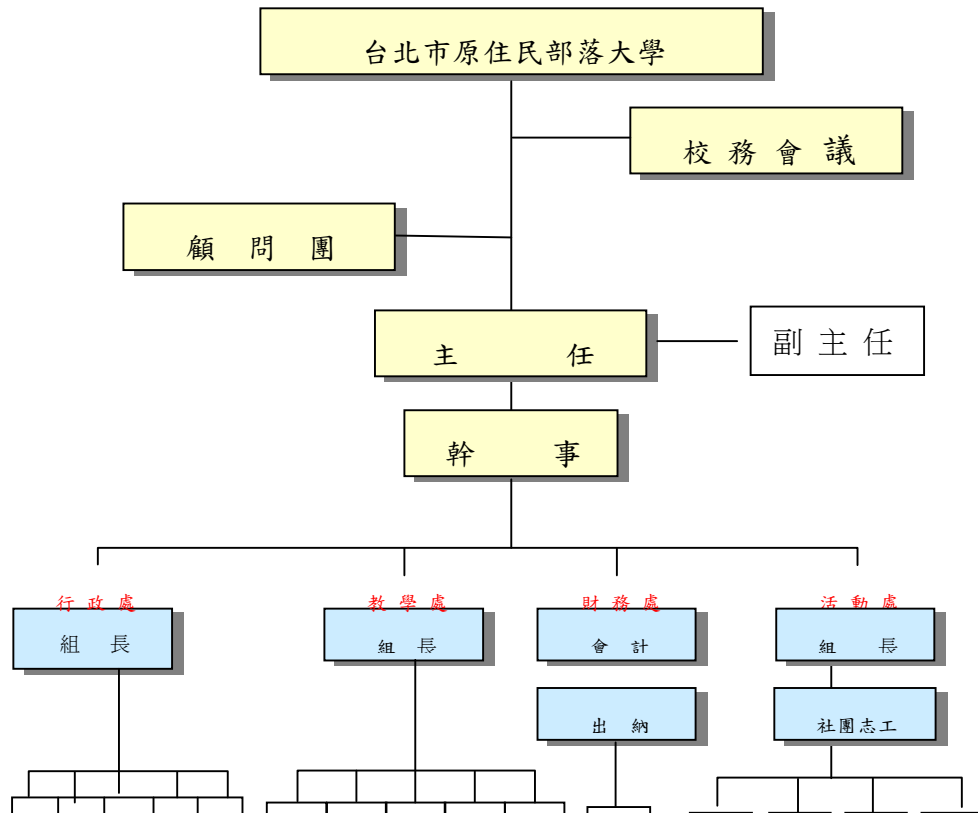 台北市原住民部落大學
校務會議
顧問團
主任
副主任
幹事
行政處
教學處
財務處
活動處
組長
組長
會計
組長
出納
社團志工